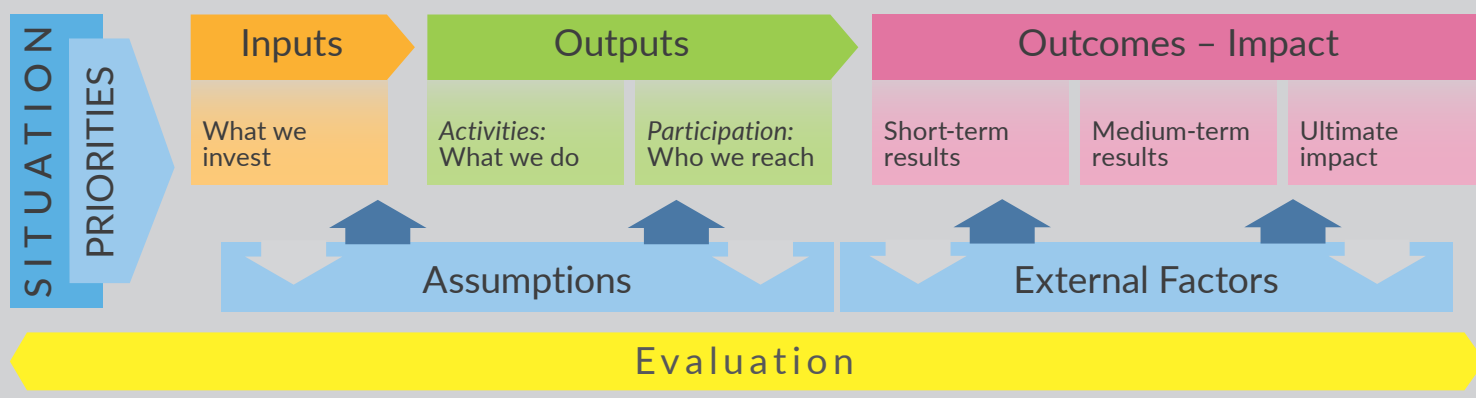 SITUATION
PRIORITIES
Inputs
What we
invest
Outputs
Activities:
What we do
Participation:
Who we reach
Outcomes – Impact
Short-term
results
Medium-term
results
Ultimate
impact
Assumptions
External Factors
Evaluation